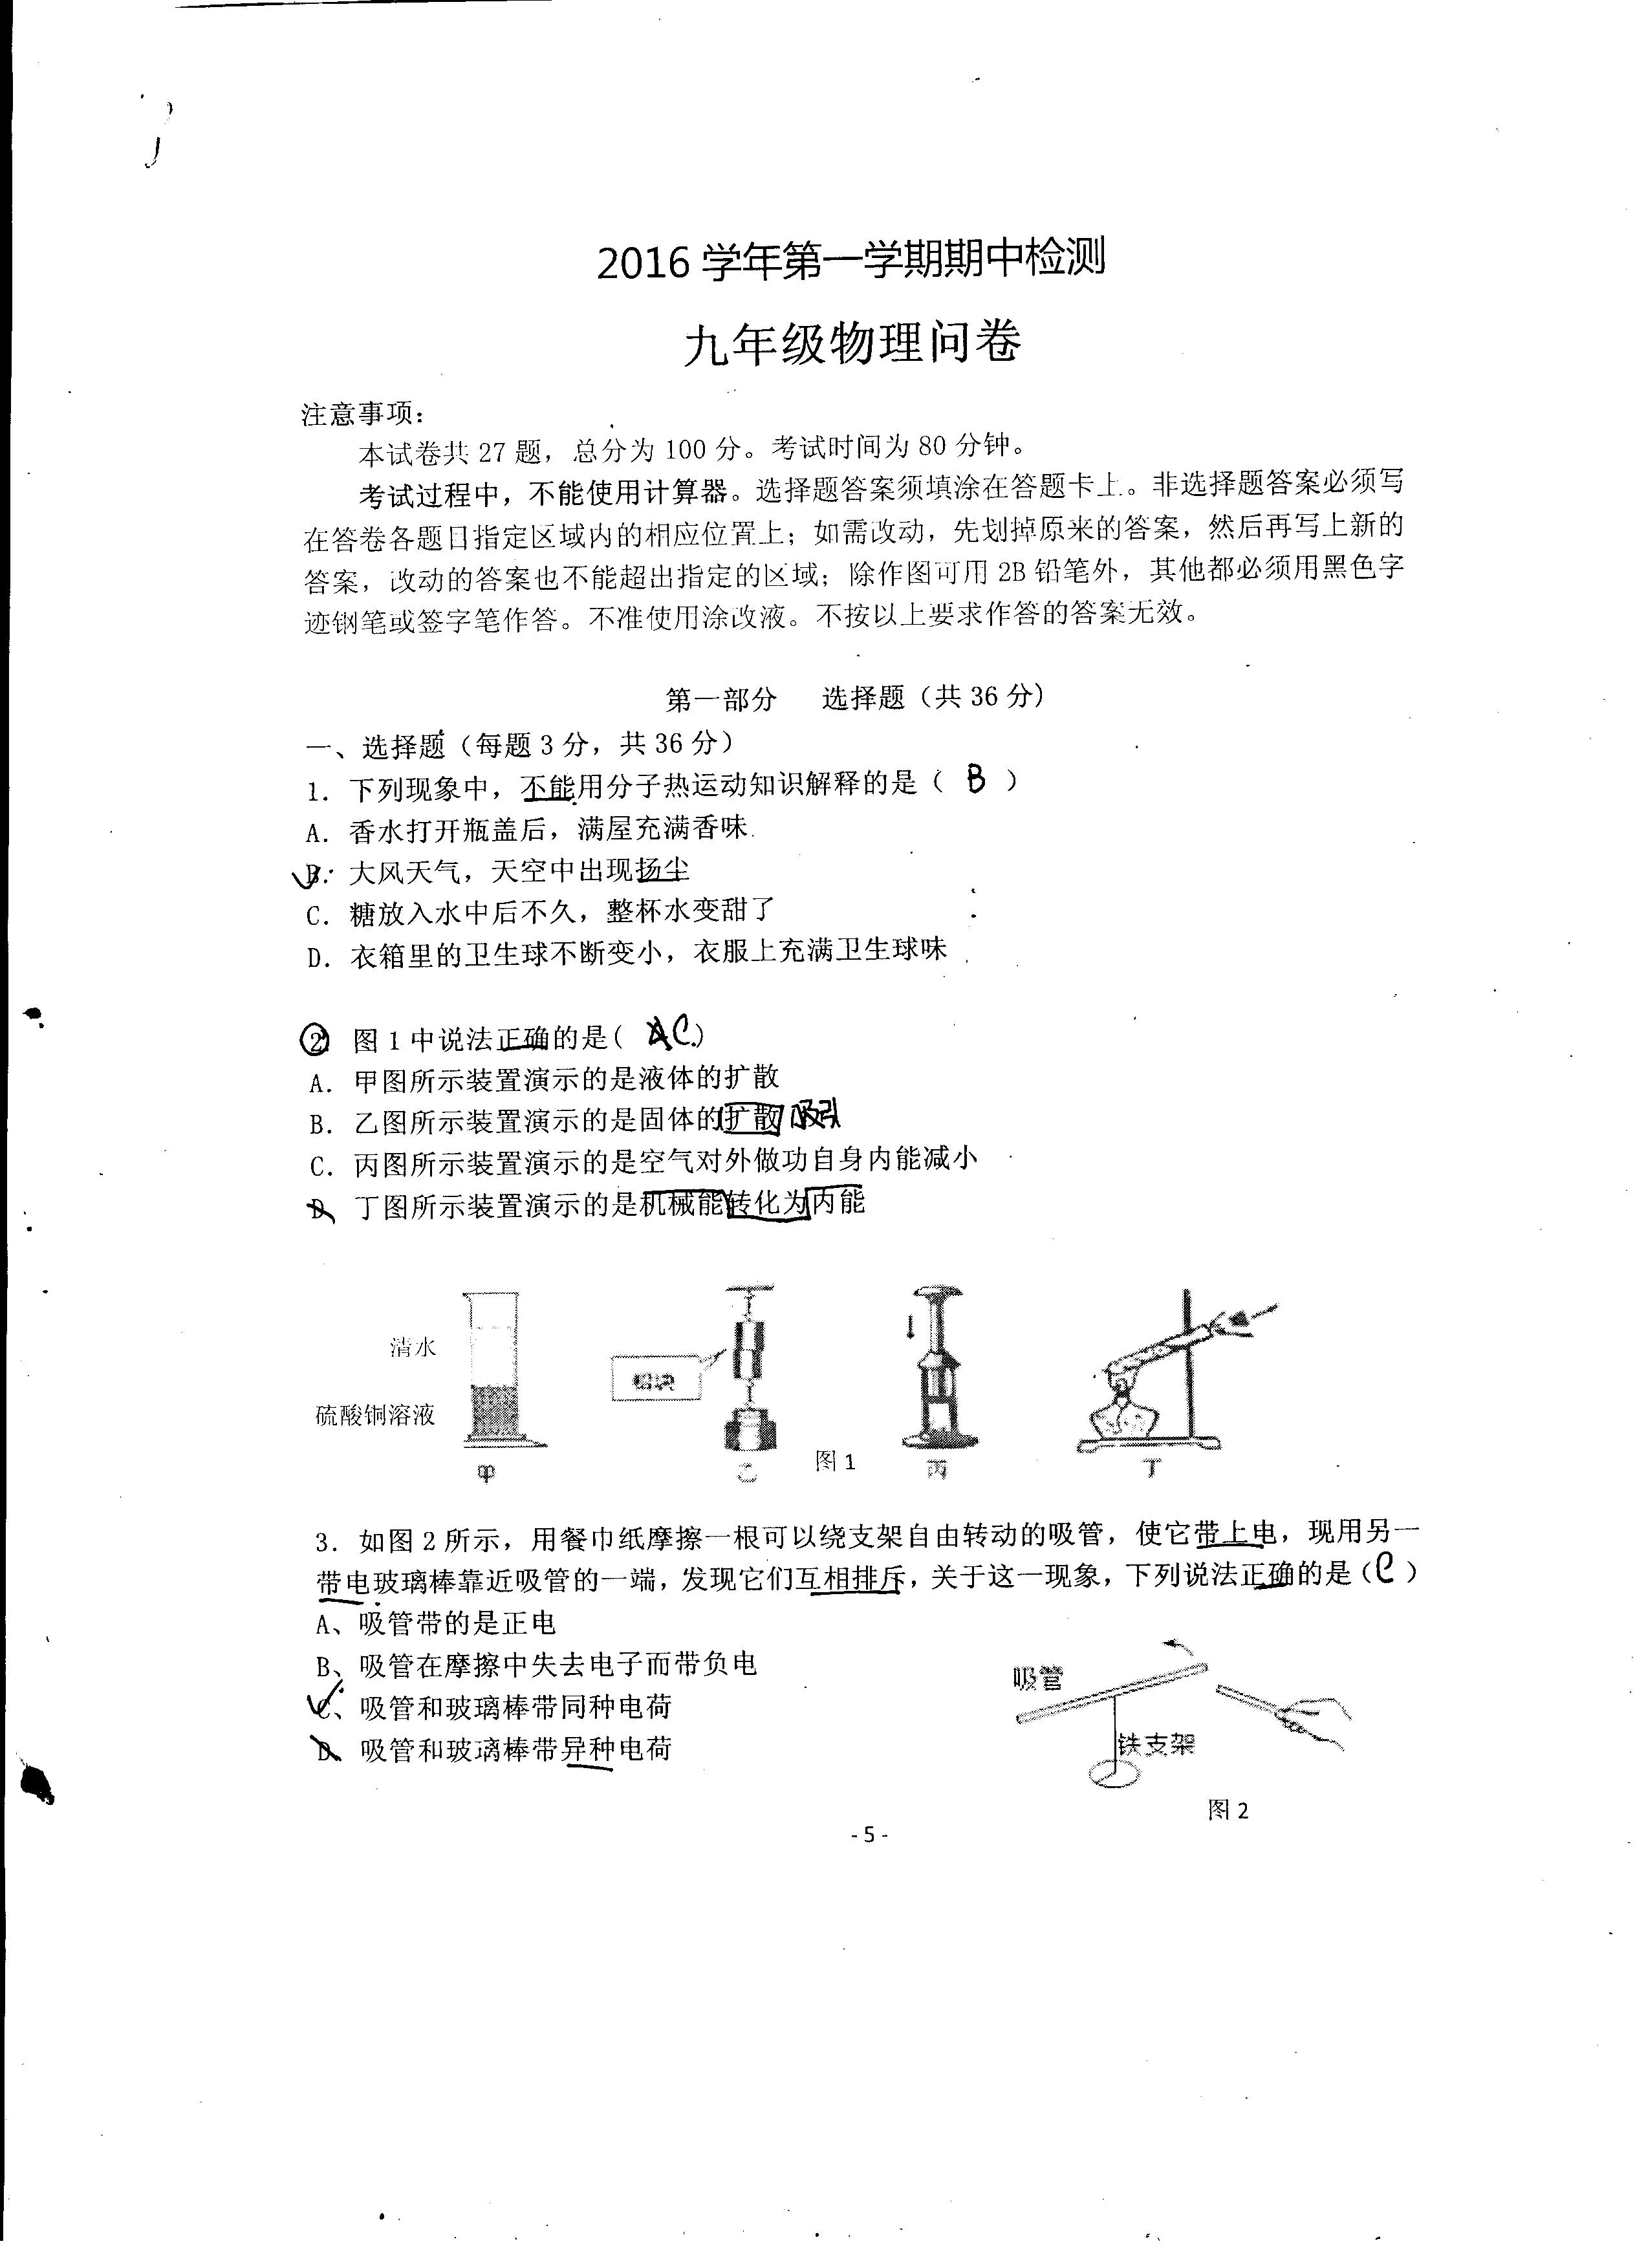 2016 学年第一学期期中检测
九年级物理问卷
注意事项：
本试卷共 27 题，总分为 100 分。考试时间为 80 分钟。
考试过程中，不能使用计算器。选择题答案须填涂在答题卡上。非选择题答案必须写
在答卷各题目指定区域内的相应位置上；如需改动，先划掉原来的答案，然后再写上新的
答案，改动的答案也不能超出指定的区域；除作图可用 2B 铅笔外，其他都必须用黑色字
迹钢笔或签字笔作答。不准使用涂改液。不按以上要求作答的答案无效。
第一部分 选择题（共 36 分）
一、选择题（每题 3 分，共 36 分）
1. 下列现象中，不能用分子热运动知识解释的是（ B ）
A. 香水打开瓶盖后，满屋充满香味
B. 大风天气，天空中出现扬尘
C. 糖放入水中后不久，整杯水变甜了
D. 衣箱里的卫生球不断变小，衣服上充满卫生球味
2 图 1 中说法正确的是( AC )
A. 甲图所示装置演示的是液体的扩散
B. 乙图所示装置演示的是固体的扩散 吸引
C. 丙图所示装置演示的是空气对外做功自身内能减小
D 丁图所示装置演示的是机械能转化为内能
清水
硫酸铜溶液
铅块
甲 乙 图 1 丙 丁
3. 如图 2 所示，用餐巾纸摩擦一根可以绕支架自由转动的吸管，使它带上电，现用另一
带电玻璃棒靠近吸管的一端，发现它们互相排斥，关于这一现象，下列说法正确的是（C ）
A、吸管带的是正电
B、吸管在摩擦中失去电子而带负电
C、吸管和玻璃棒带同种电荷
D、吸管和玻璃棒带异种电荷
吸管
铁支架
图 2
- 5 -